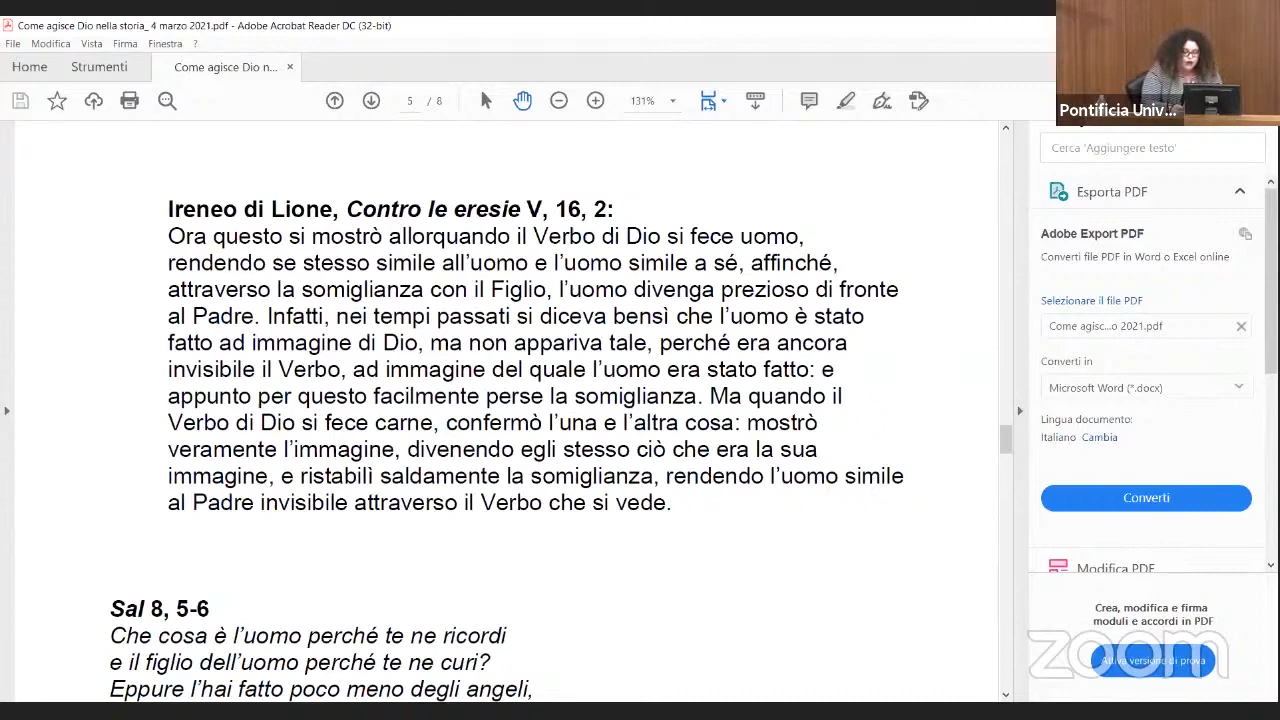 Come agisce Dio nella storia_ 4 marzo 2021.pdf - Adobe Acrobat Reader DC (32-bit)
File Modifica Vista Firma Finestra ?
Home Strumenti Come agisce Dio n... ×
5 / 8 131%
Pontificia Univ...
Cerca 'Aggiungere testo'
Esporta PDF
Adobe Export PDF
Converti file PDF in Word o Excel online
Selezionare il file PDF
Come agisc...o 2021.pdf
Converti in
Microsoft Word (*.docx)
Lingua documento:
Italiano Cambia
Converti
Modifica PDF
Crea, modifica e firma
moduli e accordi in PDF
Attiva versione di prova
zoom
Ireneo di Lione, Contro le eresie V, 16, 2:
Ora questo si mostrò allorquando il Verbo di Dio si fece uomo,
rendendo se stesso simile all’uomo e l’uomo simile a sé, affinché,
attraverso la somiglianza con il Figlio, l’uomo divenga prezioso di fronte
al Padre. Infatti, nei tempi passati si diceva bensì che l’uomo è stato
fatto ad immagine di Dio, ma non appariva tale, perché era ancora
invisibile il Verbo, ad immagine del quale l’uomo era stato fatto: e
appunto per questo facilmente perse la somiglianza. Ma quando il
Verbo di Dio si fece carne, confermò l’una e l’altra cosa: mostrò
veramente l’immagine, divenendo egli stesso ciò che era la sua
immagine, e ristabilì saldamente la somiglianza, rendendo l’uomo simile
al Padre invisibile attraverso il Verbo che si vede.
Sal 8, 5-6
Che cosa è l’uomo perché te ne ricordi
e il figlio dell’uomo perché te ne curi?
Eppure l’hai fatto poco meno degli angeli,